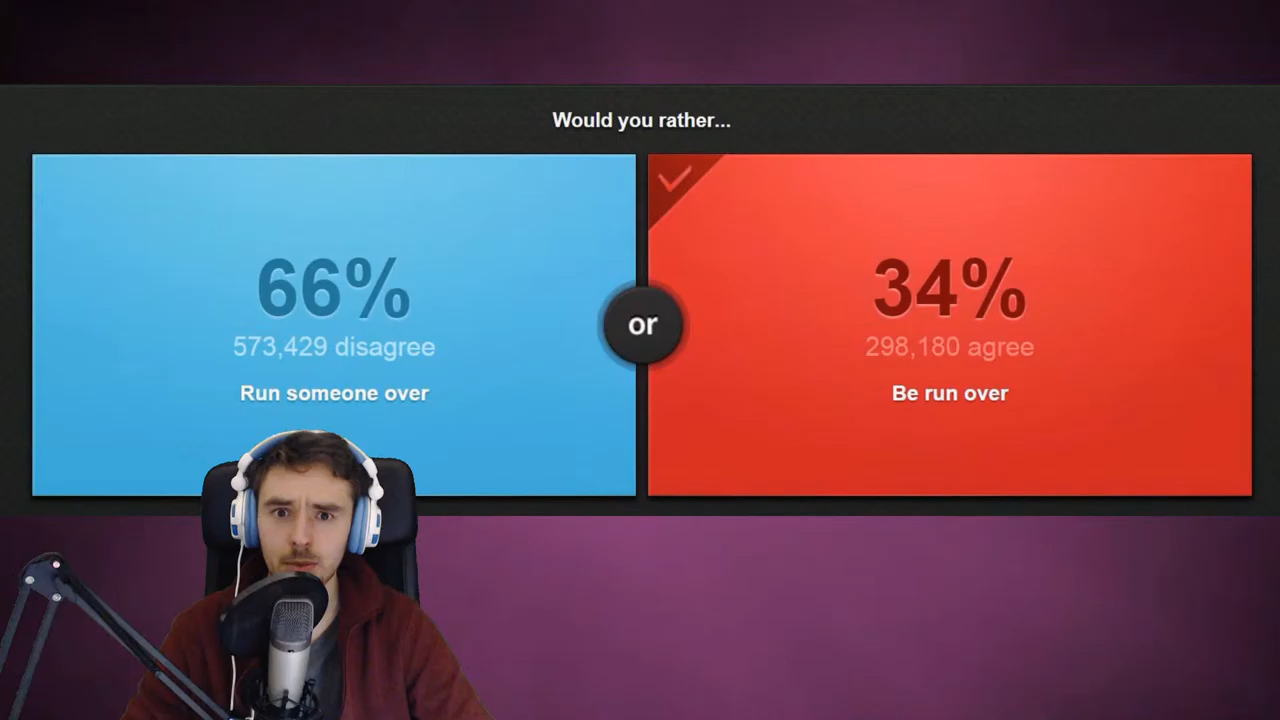 Would you rather...
66%
573,429 disagree
Run someone over
or
34%
298,180 agree
Be run over